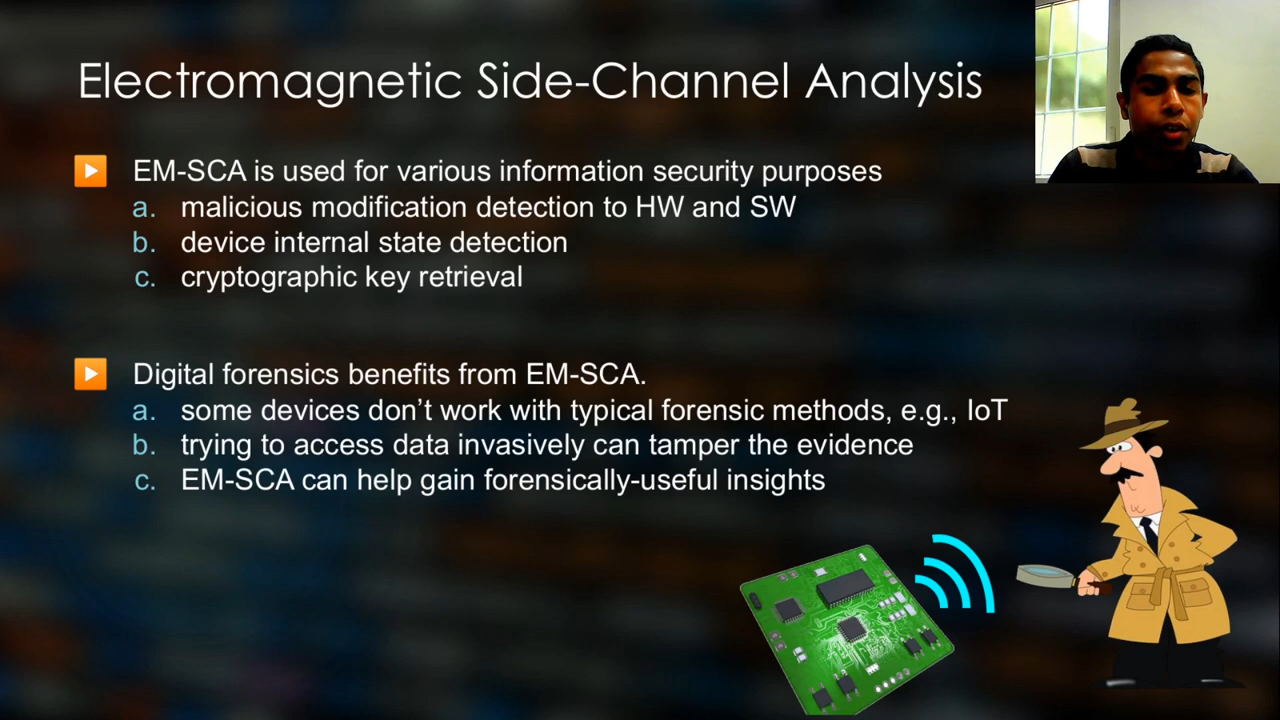 Electromagnetic Side-Channel Analysis
EM-SCA is used for various information security purposes
a. malicious modification detection to HW and SW
b. device internal state detection
c. cryptographic key retrieval
Digital forensics benefits from EM-SCA.
a. some devices don’t work with typical forensic methods, e.g., IoT
b. trying to access data invasively can tamper the evidence
c. EM-SCA can help gain forensically-useful insights